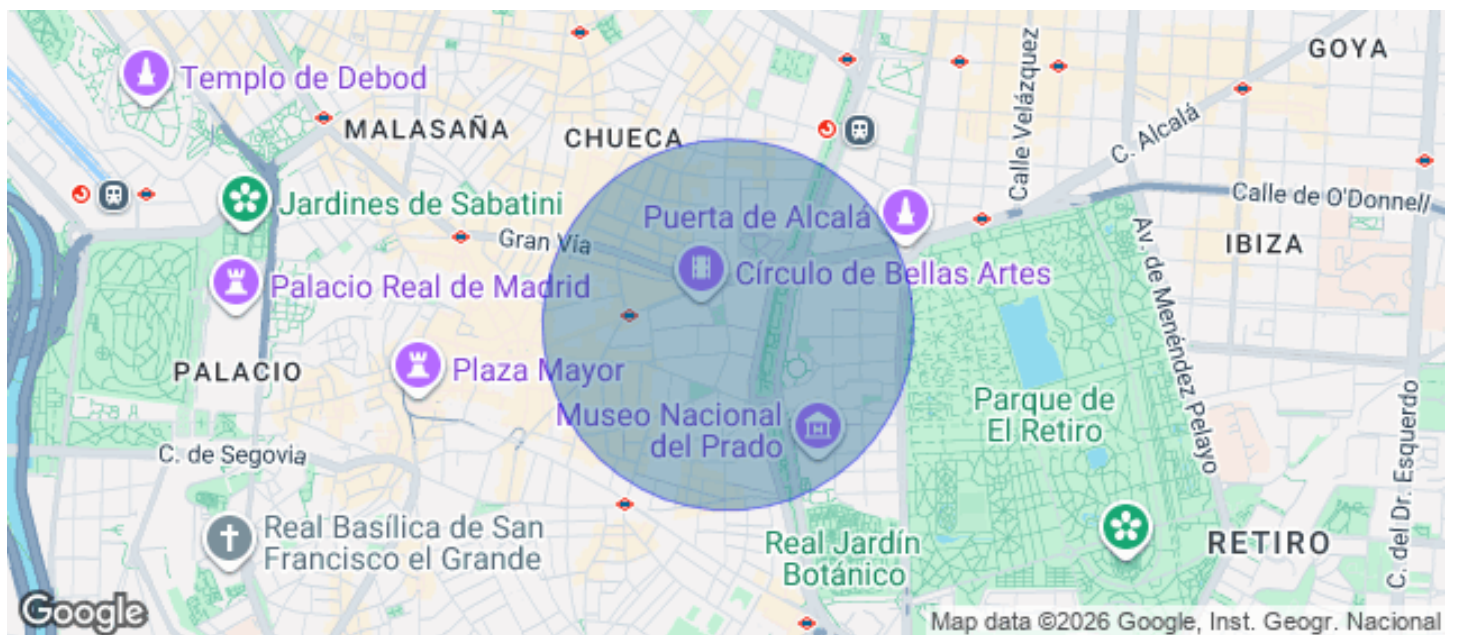 GOYA
Templo de Debod
MALASAÑA
CHUECA
Calle Velázquez
C. Alcalá
Jardines de Sabatini
Calle de O'Donnell
Puerta de Alcalá
Gran Vía
IBIZA
Palacio Real de Madrid
Círculo de Bellas Artes
Av. de Menéndez Pelayo
PALACIO
Plaza Mayor
Museo Nacional
del Prado
Parque de
El Retiro
C. de Segovia
C. del Dr. Esquerdo
Real Basílica de San
Francisco el Grande
Real Jardín
Botánico
RETIRO
Google
Map data ©2026 Google, Inst. Geogr. Nacional